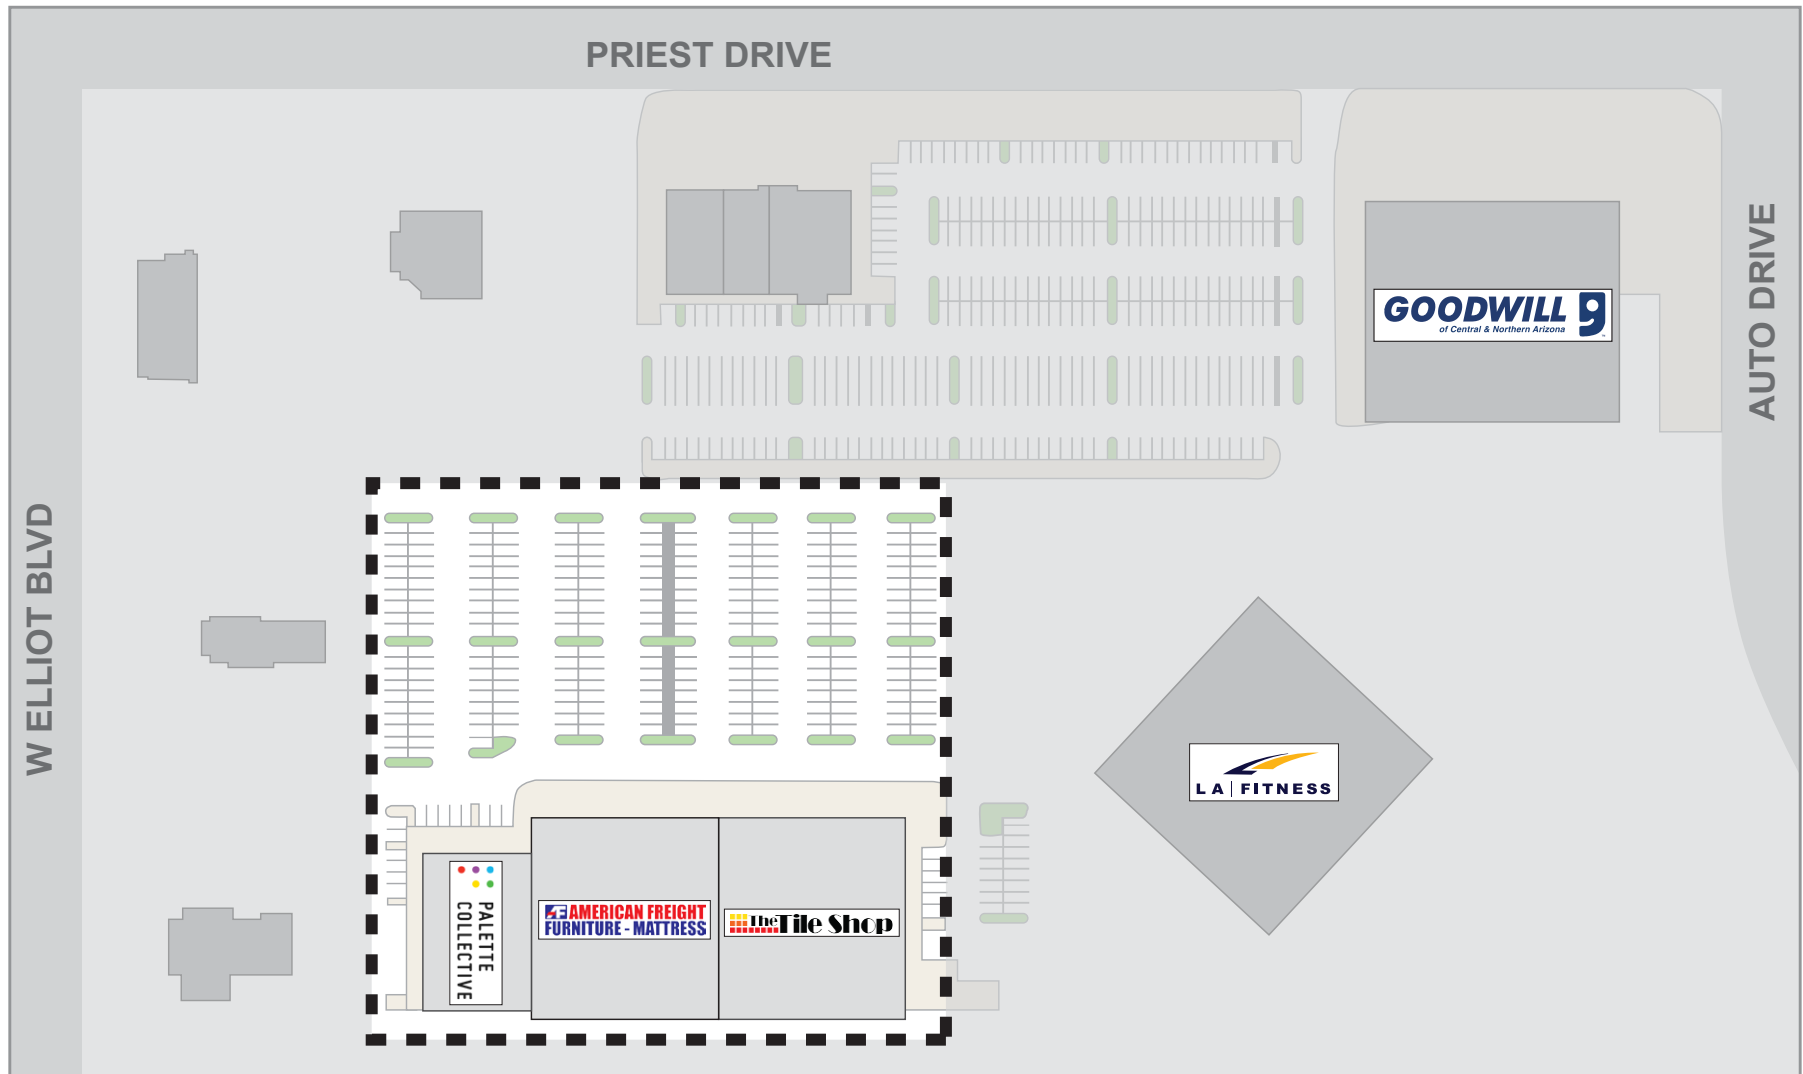 PRIEST DRIVE
GOODWILL
of Central & Northern Arizona
AUTO DRIVE
W ELLIOT BLVD
LA FITNESS
PALETTE
COLLECTIVE
AF AMERICAN FREIGHT
FURNITURE - MATTRESS
The Tile Shop